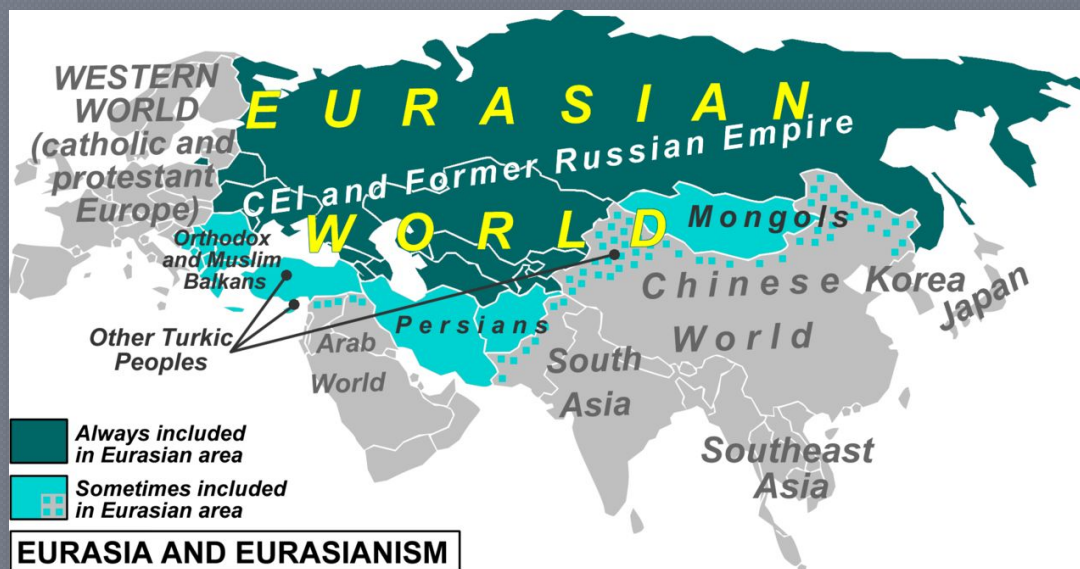 WESTERN
WORLD
(catholic and
protestant
Europe)
EURASIAN
CEI and Former Russian Empire
WORLD
Orthodox
and Muslim
Balkans
Mongols
Chinese
World
Korea
Japan
Other Turkic
Peoples
Persians
Arab
World
South
Asia
Southeast
Asia
Always included
in Eurasian area
Sometimes included
in Eurasian area
EURASIA AND EURASIANISM